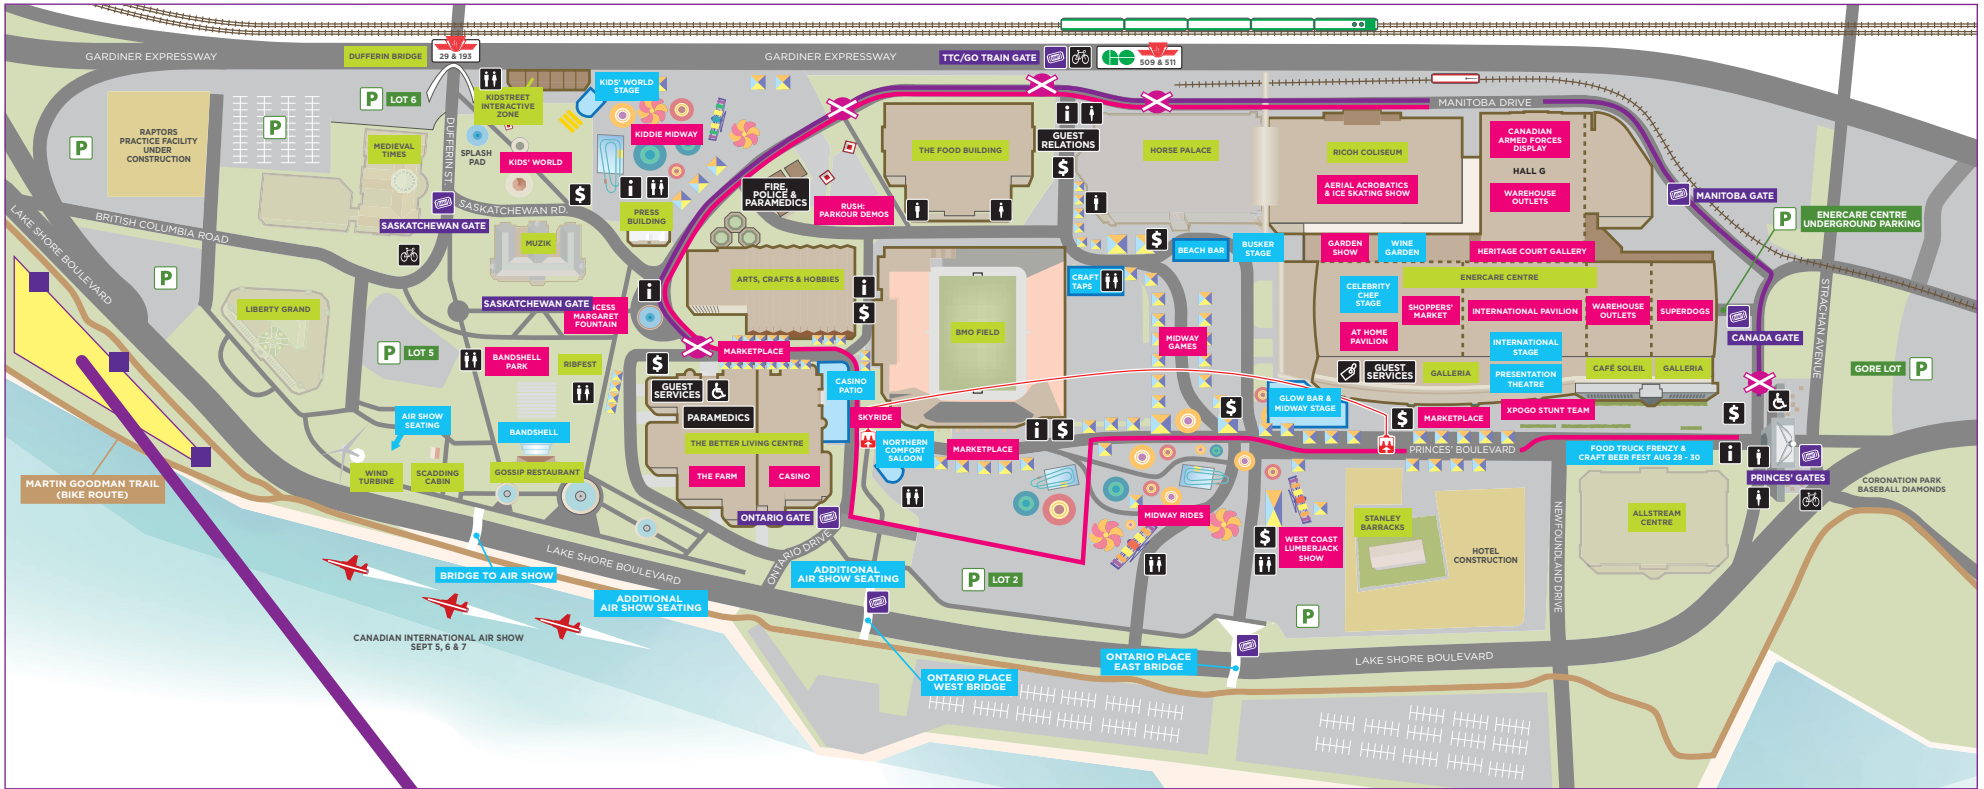 GARDINER EXPRESSWAY
DUFFERIN BRIDGE
29 & 193
GARDINER EXPRESSWAY
TTC/GO TRAIN GATE
GO
509 & 511
MANITOBA DRIVE
P
LOT 6
KIDSTREET
INTERACTIVE
ZONE
KIDS' WORLD
STAGE
KIDDIE MIDWAY
RAPTORS
PRACTICE FACILITY
UNDER
CONSTRUCTION
P
P
MEDIEVAL
TIMES
DUFFERIN ST.
SPLASH
PAD
KIDS' WORLD
THE FOOD BUILDING
GUEST
RELATIONS
HORSE PALACE
RICOH COLISEUM
AERIAL ACROBATICS
& ICE SKATING SHOW
CANADIAN
ARMED FORCES
DISPLAY
HALL G
WAREHOUSE
OUTLETS
MANITOBA GATE
P
ENERCARE CENTRE
UNDERGROUND PARKING
FIRE,
POLICE &
PARAMEDICS
RUSH:
PARKOUR DEMOS
SASKATCHEWAN RD.
PRESS
BUILDING
SASKATCHEWAN GATE
MUZIK
LAKE SHORE BOULEVARD
BRITISH COLUMBIA ROAD
P
BEACH BAR
BUSKER
STAGE
GARDEN
SHOW
WINE
GARDEN
HERITAGE COURT GALLERY
ENERCARE CENTRE
CRAFT
TAPS
ARTS, CRAFTS & HOBBIES
CELEBRITY
CHEF
STAGE
SHOPPERS'
MARKET
INTERNATIONAL PAVILION
WAREHOUSE
OUTLETS
SUPERDOGS
STRACHAN AVENUE
LIBERTY GRAND
SASKATCHEWAN GATE
NCESS
MARGARET
FOUNTAIN
BMO FIELD
MIDWAY
GAMES
AT HOME
PAVILION
INTERNATIONAL
STAGE
CANADA GATE
P
LOT 5
BANDSHELL
PARK
RIBFEST
MARKETPLACE
GUEST
SERVICES
CASINO
PATIO
GUEST
SERVICES
GALLERIA
PRESENTATION
THEATRE
CAFÉ SOLEIL
GALLERIA
GORE LOT
P
PARAMEDICS
SKYRIDE
GLOW BAR &
MIDWAY STAGE
MARKETPLACE
XPOGO STUNT TEAM
AIR SHOW
SEATING
BANDSHELL
THE BETTER LIVING CENTRE
NORTHERN
COMFORT
SALOON
MARKETPLACE
PRINCES' BOULEVARD
FOOD TRUCK FRENZY &
CRAFT BEER FEST AUG 28 - 30
PRINCES' GATES
WIND
TURBINE
SCADDING
CABIN
GOSSIP RESTAURANT
THE FARM
CASINO
MARTIN GOODMAN TRAIL
(BIKE ROUTE)
CORONATION PARK
BASEBALL DIAMONDS
ONTARIO GATE
MIDWAY RIDES
STANLEY
BARRACKS
ALLSTREAM
CENTRE
WEST COAST
LUMBERJACK
SHOW
HOTEL
CONSTRUCTION
NEWFOUNDLAND DRIVE
LAKE SHORE BOULEVARD
ONTARIO DRIVE
BRIDGE TO AIR SHOW
ADDITIONAL
AIR SHOW SEATING
P
LOT 2
ADDITIONAL
AIR SHOW SEATING
P
CANADIAN INTERNATIONAL AIR SHOW
SEPT 5, 6 & 7
ONTARIO PLACE
EAST BRIDGE
LAKE SHORE BOULEVARD
ONTARIO PLACE
WEST BRIDGE